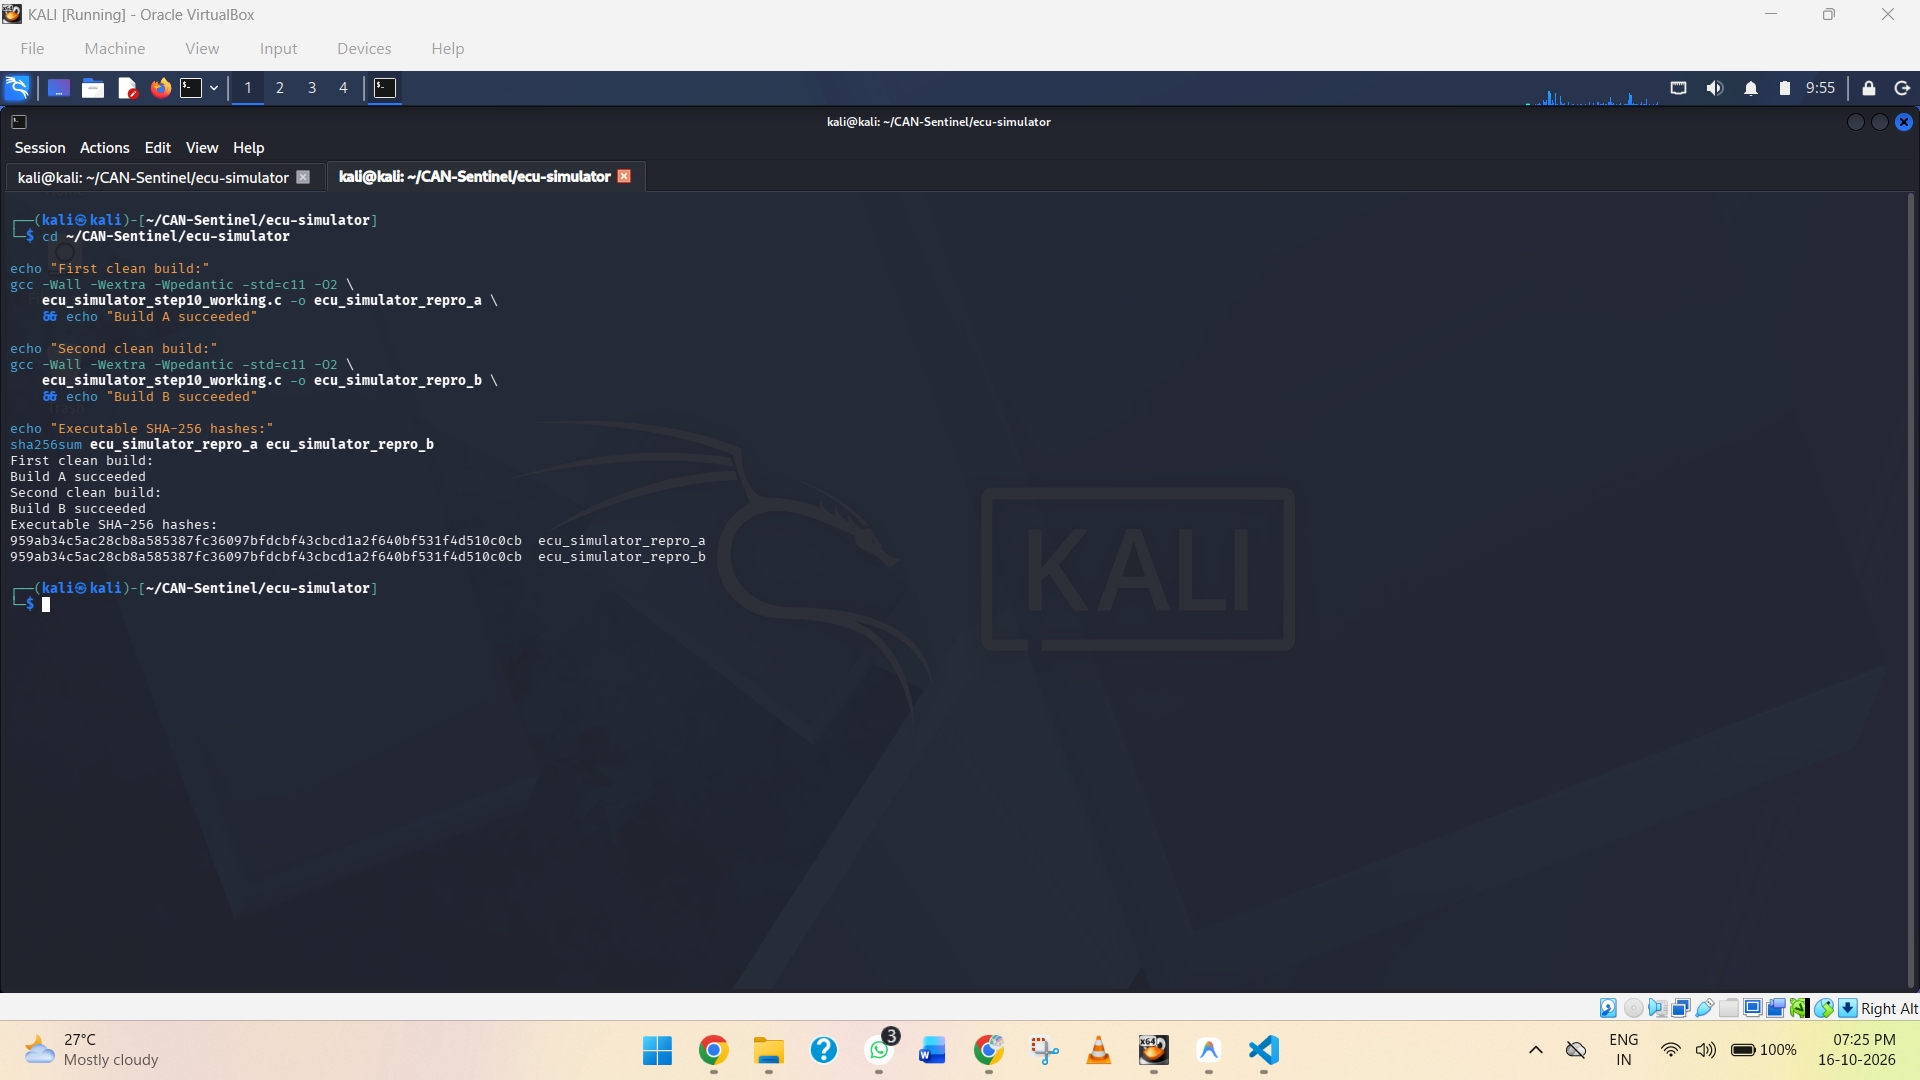 KALI [Running] - Oracle VirtualBox
File Machine View Input Devices Help
1 2 3 4 9:55
kali@kali: ~/CAN-Sentinel/ecu-simulator
Session Actions Edit View Help
kali@kali: ~/CAN-Sentinel/ecu-simulator kali@kali: ~/CAN-Sentinel/ecu-simulator
┌──(kali㉿kali)-[~/CAN-Sentinel/ecu-simulator]
└─$ cd ~/CAN-Sentinel/ecu-simulator
echo "First clean build:"
gcc -Wall -Wextra -Wpedantic -std=c11 -O2 \
ecu_simulator_step10_working.c -o ecu_simulator_repro_a \
&& echo "Build A succeeded"
echo "Second clean build:"
gcc -Wall -Wextra -Wpedantic -std=c11 -O2 \
ecu_simulator_step10_working.c -o ecu_simulator_repro_b \
&& echo "Build B succeeded"
Trash
echo "Executable SHA-256 hashes:"
sha256sum ecu_simulator_repro_a ecu_simulator_repro_b
First clean build:
Build A succeeded
Second clean build:
Build B succeeded
Executable SHA-256 hashes:
959ab34c5ac28cb8a585387fc36097bfdcbf43cbcd1a2f640bf531f4d510c0cb ecu_simulator_repro_a
959ab34c5ac28cb8a585387fc36097bfdcbf43cbcd1a2f640bf531f4d510c0cb ecu_simulator_repro_b
┌──(kali㉿kali)-[~/CAN-Sentinel/ecu-simulator]
└─$
KALI
Right Alt
27°C
Mostly cloudy
3
ENG
IN
100%
07:25 PM
16-10-2026